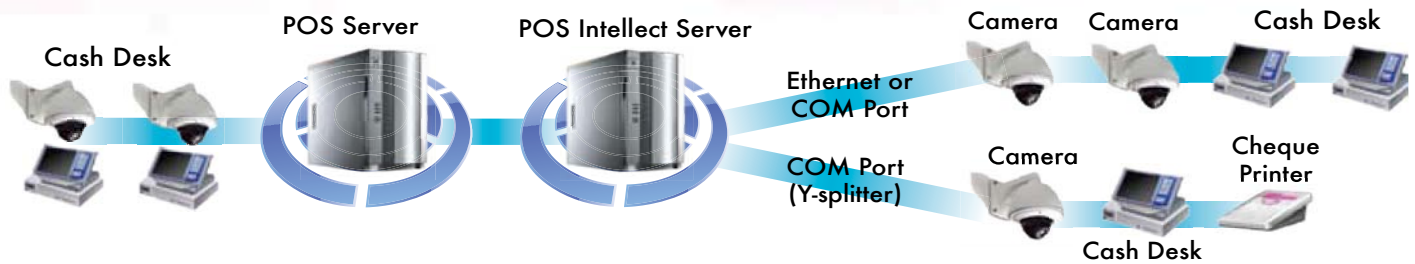 Cash Desk
POS Server
POS Intellect Server
Ethernet or
COM Port
Camera
Camera
Cash Desk
COM Port
(Y-splitter)
Camera
Cash Desk
Cheque
Printer